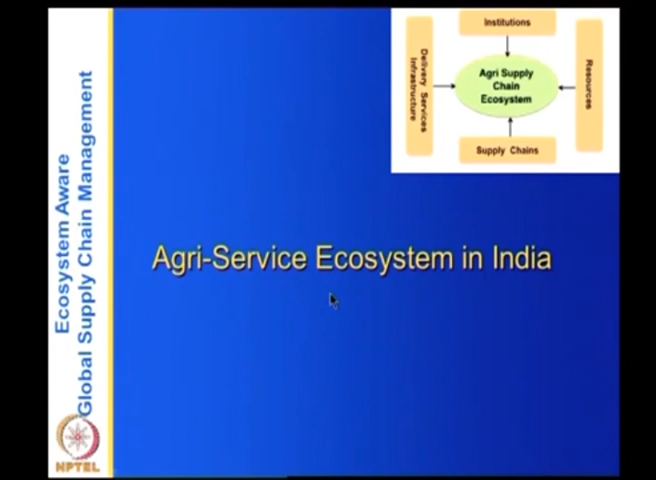 Ecosystem Aware
Global Supply Chain Management
NPTEL
Institutions
Delivery Services
Infrastructure
Agri Supply
Chain
Ecosystem
Resources
Supply Chains
Agri-Service Ecosystem in India